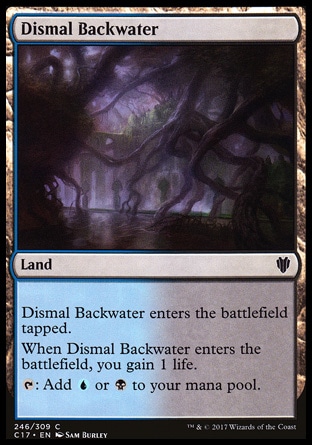 Dismal Backwater
Land
Dismal Backwater enters the battlefield
tapped.
When Dismal Backwater enters the
battlefield, you gain 1 life.
: Add or to your mana pool.
246/309 C
C17 • EN Sam Burley
™ & © 2017 Wizards of the Coast